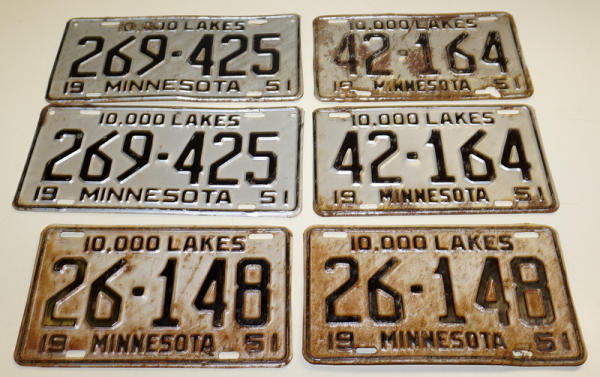 10,000 LAKES
269-425
19 MINNESOTA 51
10,000 LAKES
42-164
19 MINNESOTA 51
10,000 LAKES
269-425
19 MINNESOTA 51
10,000 LAKES
42-164
19 MINNESOTA 51
10,000 LAKES
26-148
19 MINNESOTA 51
10,000 LAKES
26-148
19 MINNESOTA 51